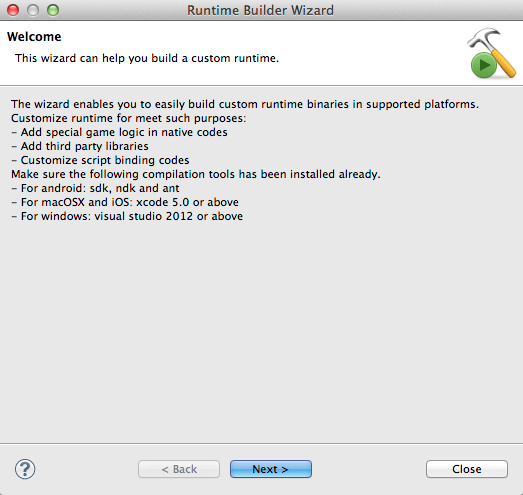 Runtime Builder Wizard
Welcome
This wizard can help you build a custom runtime.
The wizard enables you to easily build custom runtime binaries in supported platforms.
Customize runtime for meet such purposes:
– Add special game logic in native codes
– Add third party libraries
– Customize script binding codes
Make sure the following compilation tools has been installed already.
– For android: sdk, ndk and ant
– For macOSX and iOS: xcode 5.0 or above
– For windows: visual studio 2012 or above
?
< Back
Next >
Close